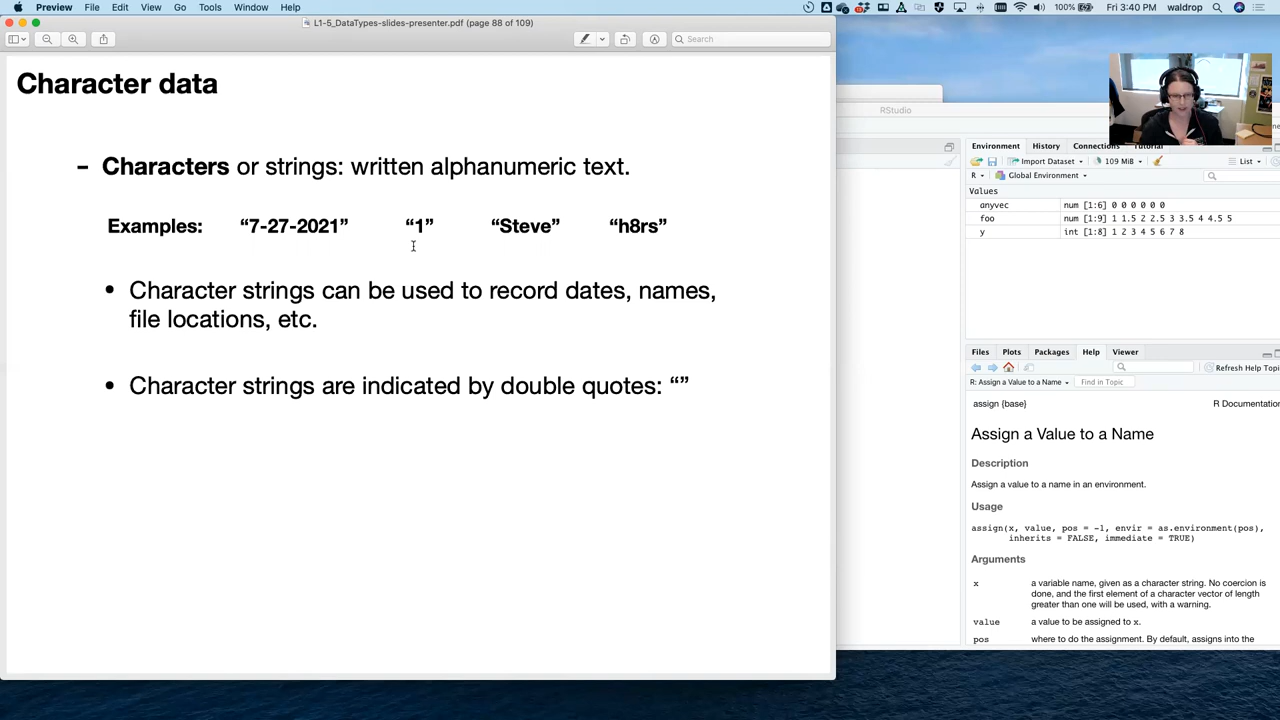 Preview File Edit View Go Tools Window Help
100% Fri 3:40 PM waldrop
L1-5_DataTypes-slides-presenter.pdf (page 88 of 109)
Search
Character data
– Characters or strings: written alphanumeric text.
Examples: “7-27-2021” “1” “Steve” “h8rs”
• Character strings can be used to record dates, names,
file locations, etc.
• Character strings are indicated by double quotes: “”
RStudio
Environment History Connections Tutorial
Import Dataset 109 MiB List
R Global Environment
Values
anyvec num [1:6] 0 0 0 0 0 0
foo num [1:9] 1 1.5 2 2.5 3 3.5 4 4.5 5
y int [1:8] 1 2 3 4 5 6 7 8
Files Plots Packages Help Viewer
Refresh Help Topi
R: Assign a Value to a Name Find in Topic
assign {base} R Documentation
Assign a Value to a Name
Description
Assign a value to a name in an environment.
Usage
assign(x, value, pos = -1, envir = as.environment(pos),
inherits = FALSE, immediate = TRUE)
Arguments
x a variable name, given as a character string. No coercion is
done, and the first element of a character vector of length
greater than one will be used, with a warning.
value a value to be assigned to x.
pos where to do the assignment. By default, assigns into the